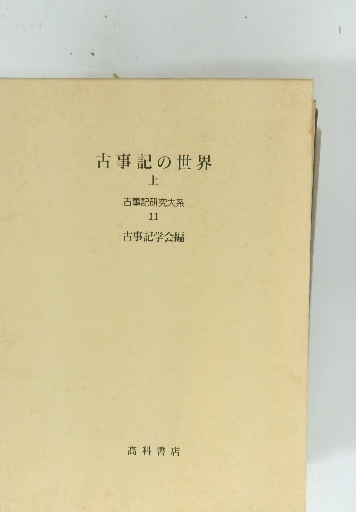 古事記の世界
上
古事記研究大系
11
古事記学会編
高科書店